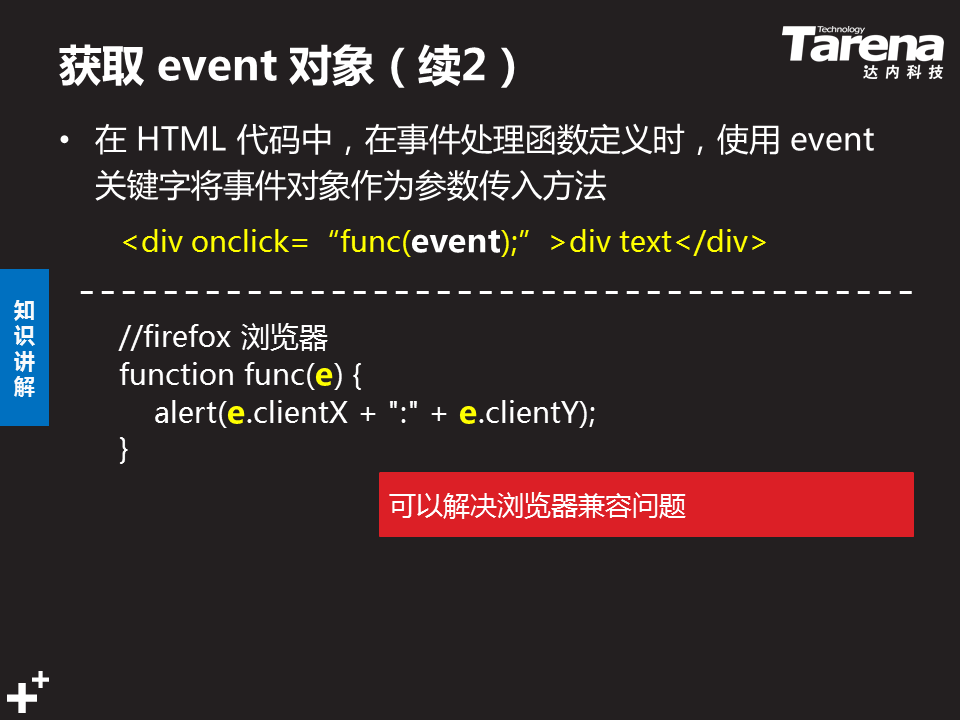 获取 event 对象（续2）
Technology
Tarena
达内科技
• 在 HTML 代码中，在事件处理函数定义时，使用 event
关键字将事件对象作为参数传入方法
<div onclick=“func(event);”>div text</div>
知识讲解
//firefox 浏览器
function func(e) {
alert(e.clientX + ":" + e.clientY);
}
可以解决浏览器兼容问题